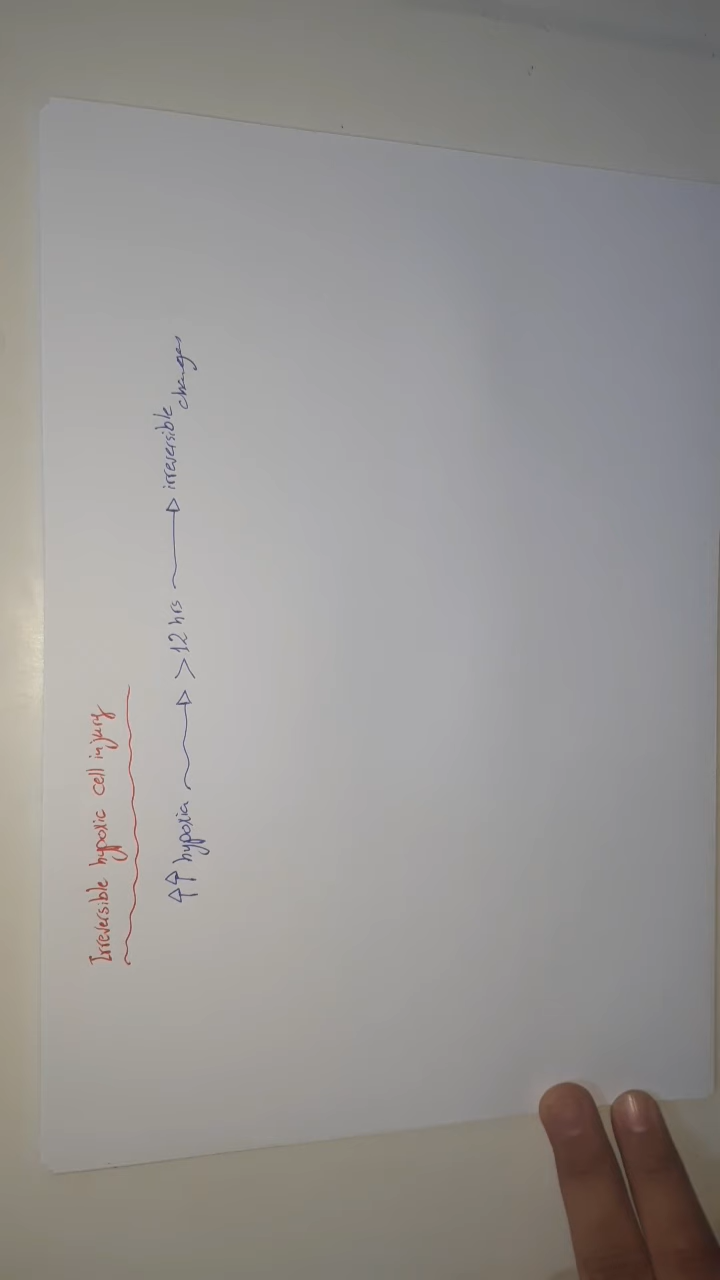 Irreversible hypoxic cell injury
↑↑ hypoxia → >12 hrs → irreversible
changes